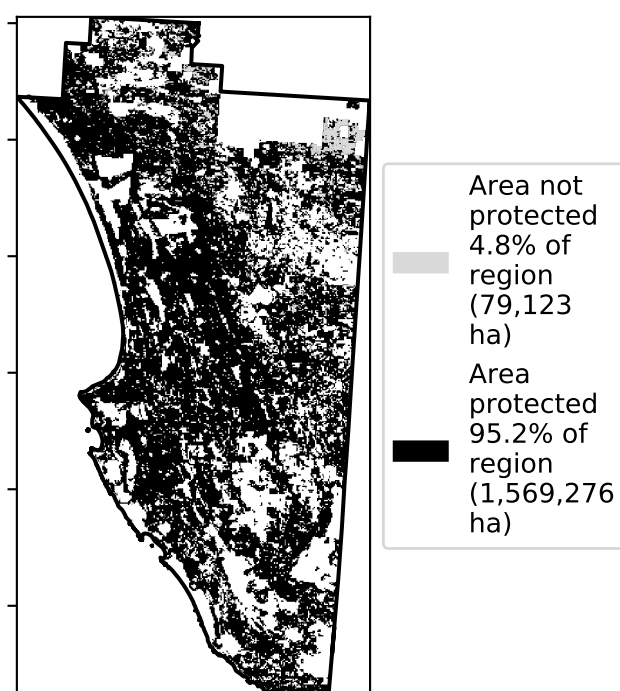 Area not
protected
4.8% of
region
(79,123
ha)
Area
protected
95.2% of
region
(1,569,276
ha)